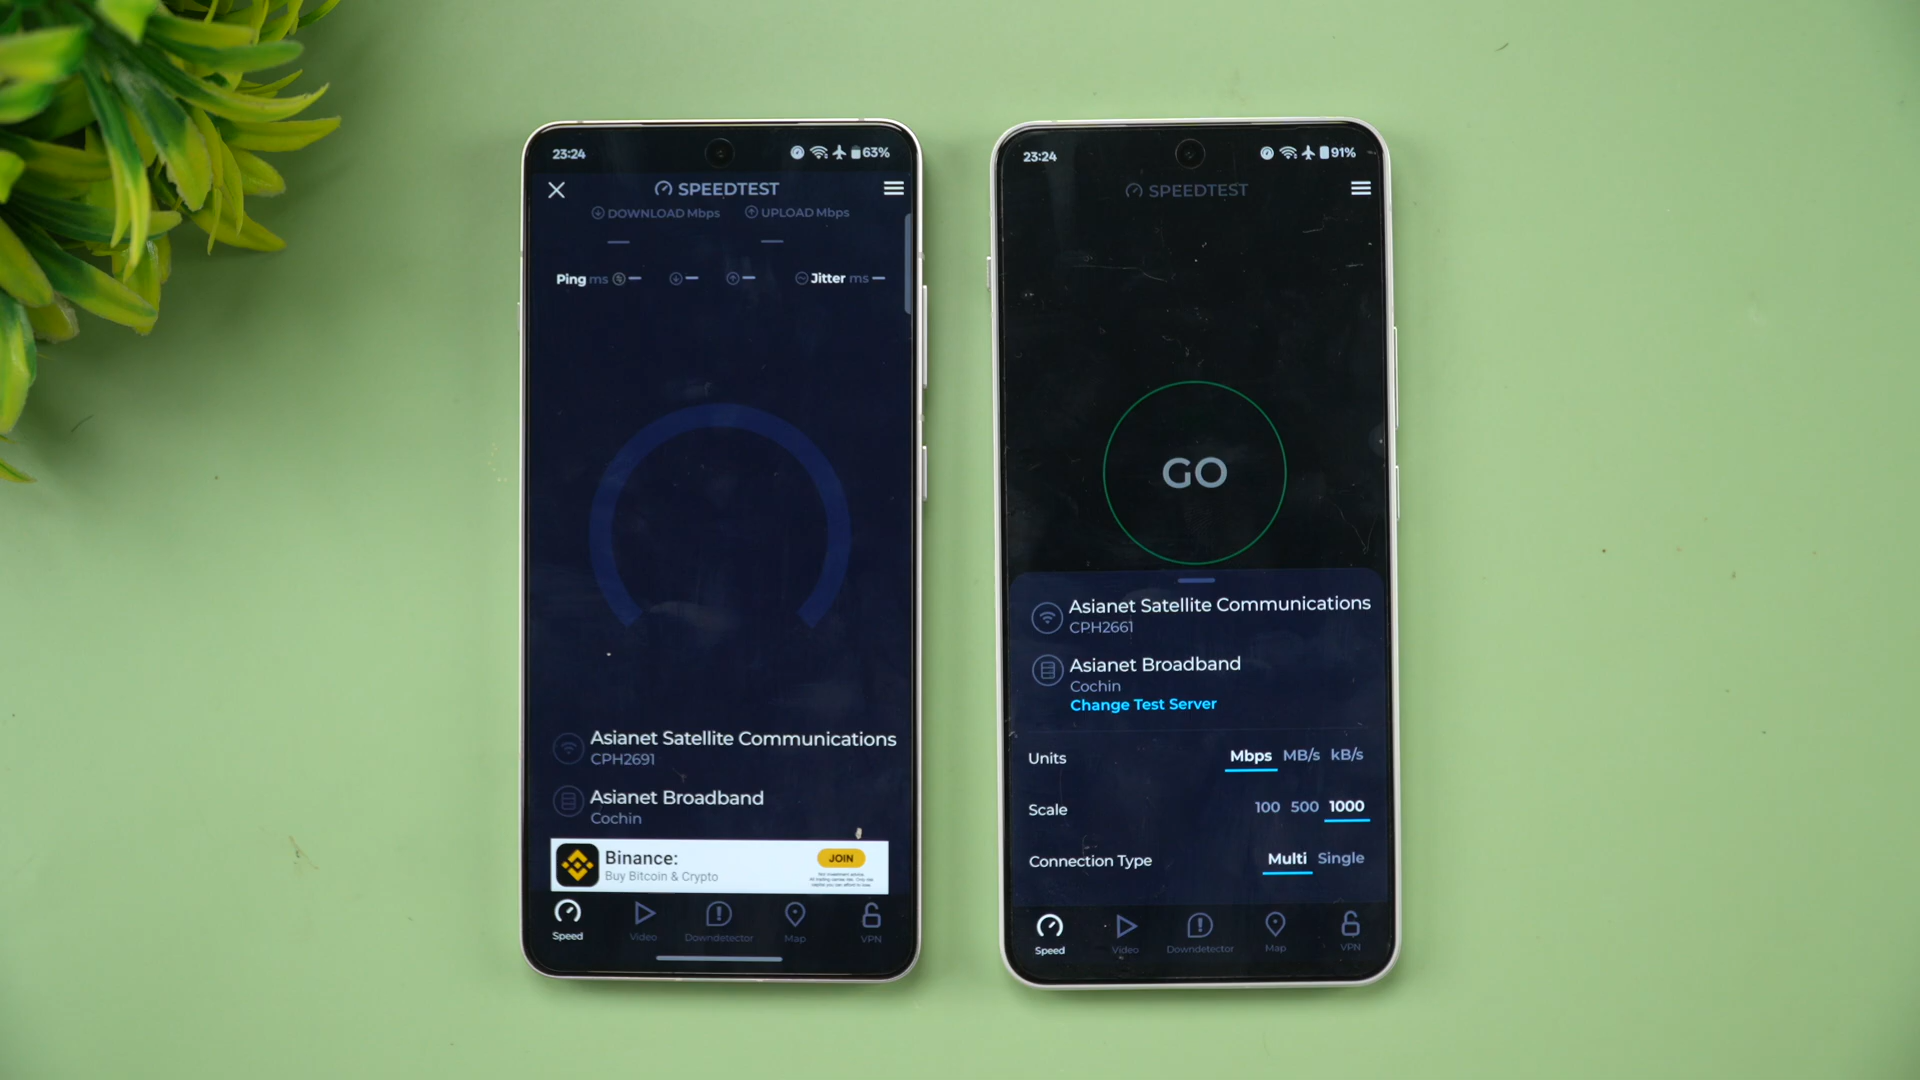 23:24
63%
SPEEDTEST
DOWNLOAD Mbps
UPLOAD Mbps
Ping ms
Jitter ms
Asianet Satellite Communications
CPH2691
Asianet Broadband
Cochin
Binance:
Buy Bitcoin & Crypto
JOIN
Speed
Video
Downdetector
Map
VPN
23:24
91%
SPEEDTEST
GO
Asianet Satellite Communications
CPH2661
Asianet Broadband
Cochin
Change Test Server
Units Mbps MB/s kB/s
Scale 100 500 1000
Connection Type Multi Single
Speed
Video
Downdetector
Map
VPN